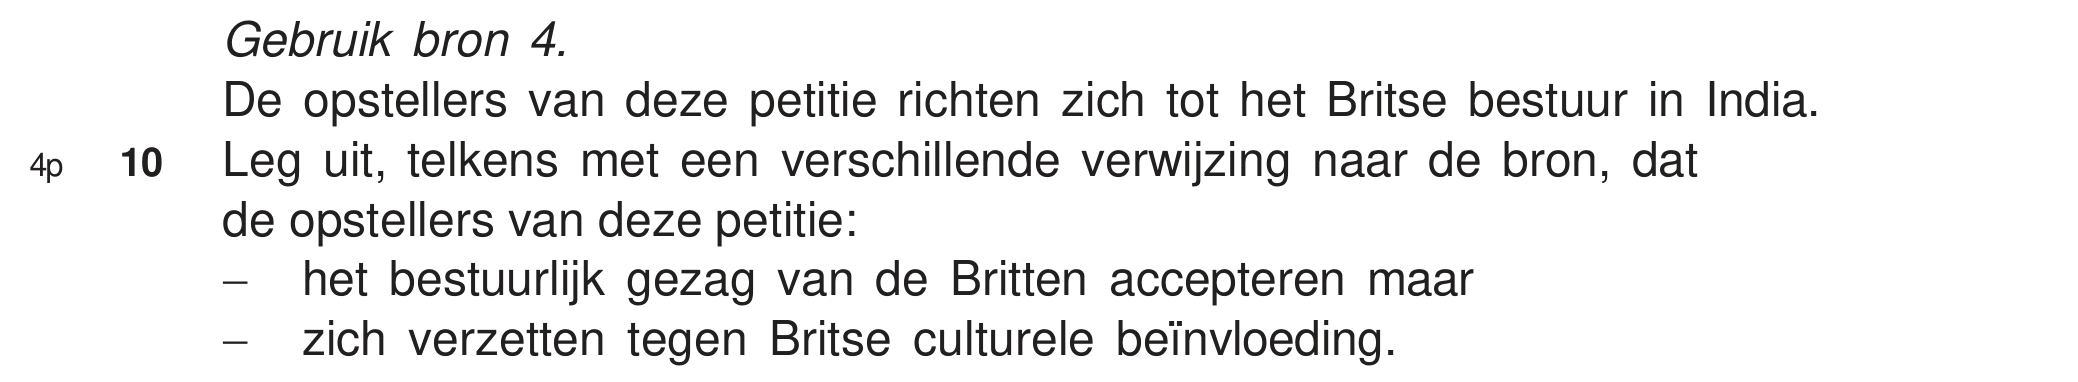 Gebruik bron 4.
De opstellers van deze petitie richten zich tot het Britse bestuur in India.
4p 10 Leg uit, telkens met een verschillende verwijzing naar de bron, dat
de opstellers van deze petitie:
– het bestuurlijk gezag van de Britten accepteren maar
– zich verzetten tegen Britse culturele beïnvloeding.